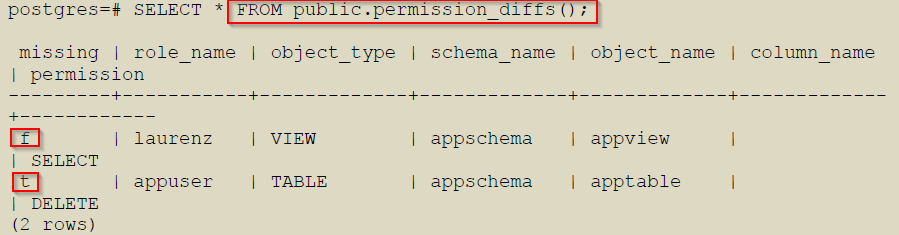 postgres=# SELECT * FROM public.permission_diffs();
missing | role_name | object_type | schema_name | object_name | column_name
| permission
---------+-----------+-------------+-------------+-------------+-------------
+------------
f | laurenz | VIEW | appschema | appview |
| SELECT
t | appuser | TABLE | appschema | apptable |
| DELETE
(2 rows)